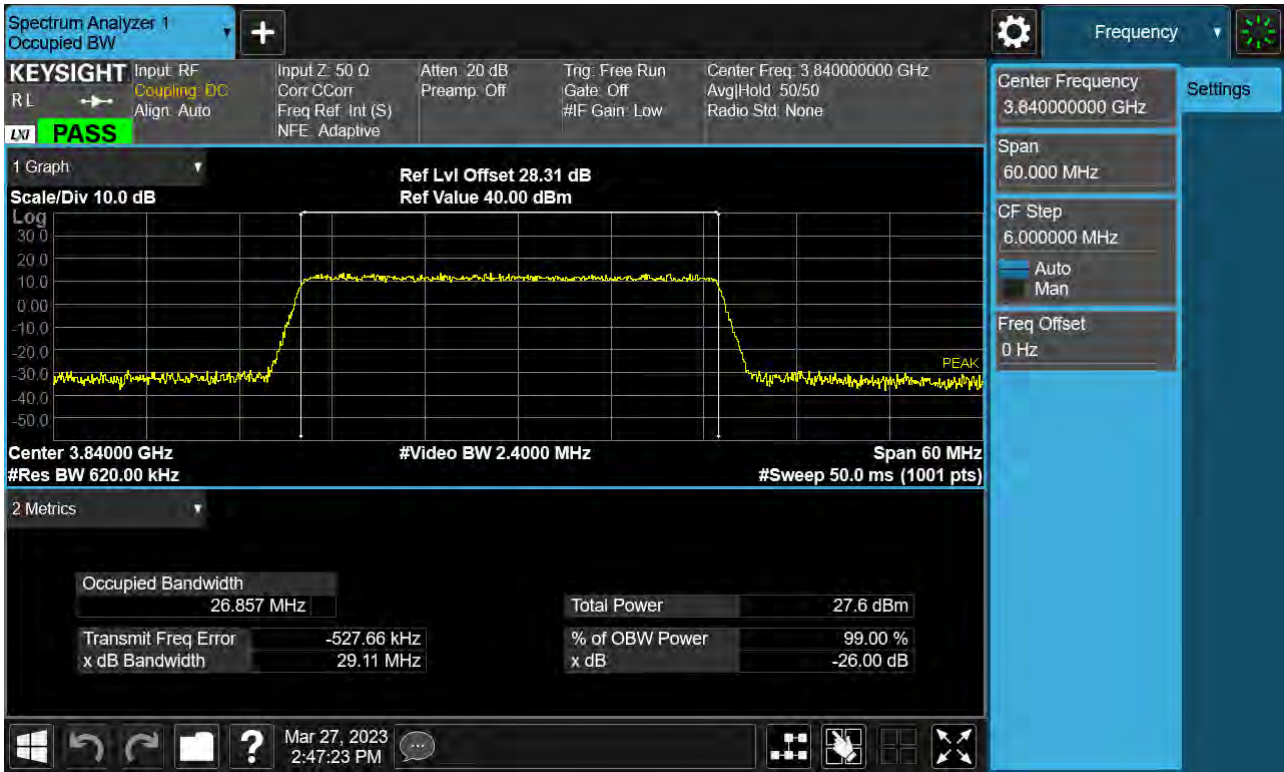 Spectrum Analyzer 1
Occupied BW
+
Frequency
KEYSIGHT
RL
LXI
PASS
Input: RF
Coupling: DC
Align: Auto
Input Z: 50 Ω
Corr CCorr
Freq Ref: Int (S)
NFE: Adaptive
Atten: 20 dB
Preamp: Off
Trig: Free Run
Gate: Off
#IF Gain: Low
Center Freq: 3.840000000 GHz
Avg|Hold: 50/50
Radio Std: None
Center Frequency
3.840000000 GHz
Settings
Span
60.000 MHz
CF Step
6.000000 MHz
Auto
Man
Freq Offset
0 Hz
1 Graph
Scale/Div 10.0 dB
Ref Lvl Offset 28.31 dB
Ref Value 40.00 dBm
Log
30.0
20.0
10.0
0.00
-10.0
-20.0
-30.0
-40.0
-50.0
PEAK
Center 3.84000 GHz
#Video BW 2.4000 MHz
Span 60 MHz
#Res BW 620.00 kHz
#Sweep 50.0 ms (1001 pts)
2 Metrics
Occupied Bandwidth
26.857 MHz
Total Power 27.6 dBm
Transmit Freq Error -527.66 kHz
% of OBW Power 99.00 %
x dB Bandwidth 29.11 MHz
x dB -26.00 dB
?
Mar 27, 2023
2:47:23 PM